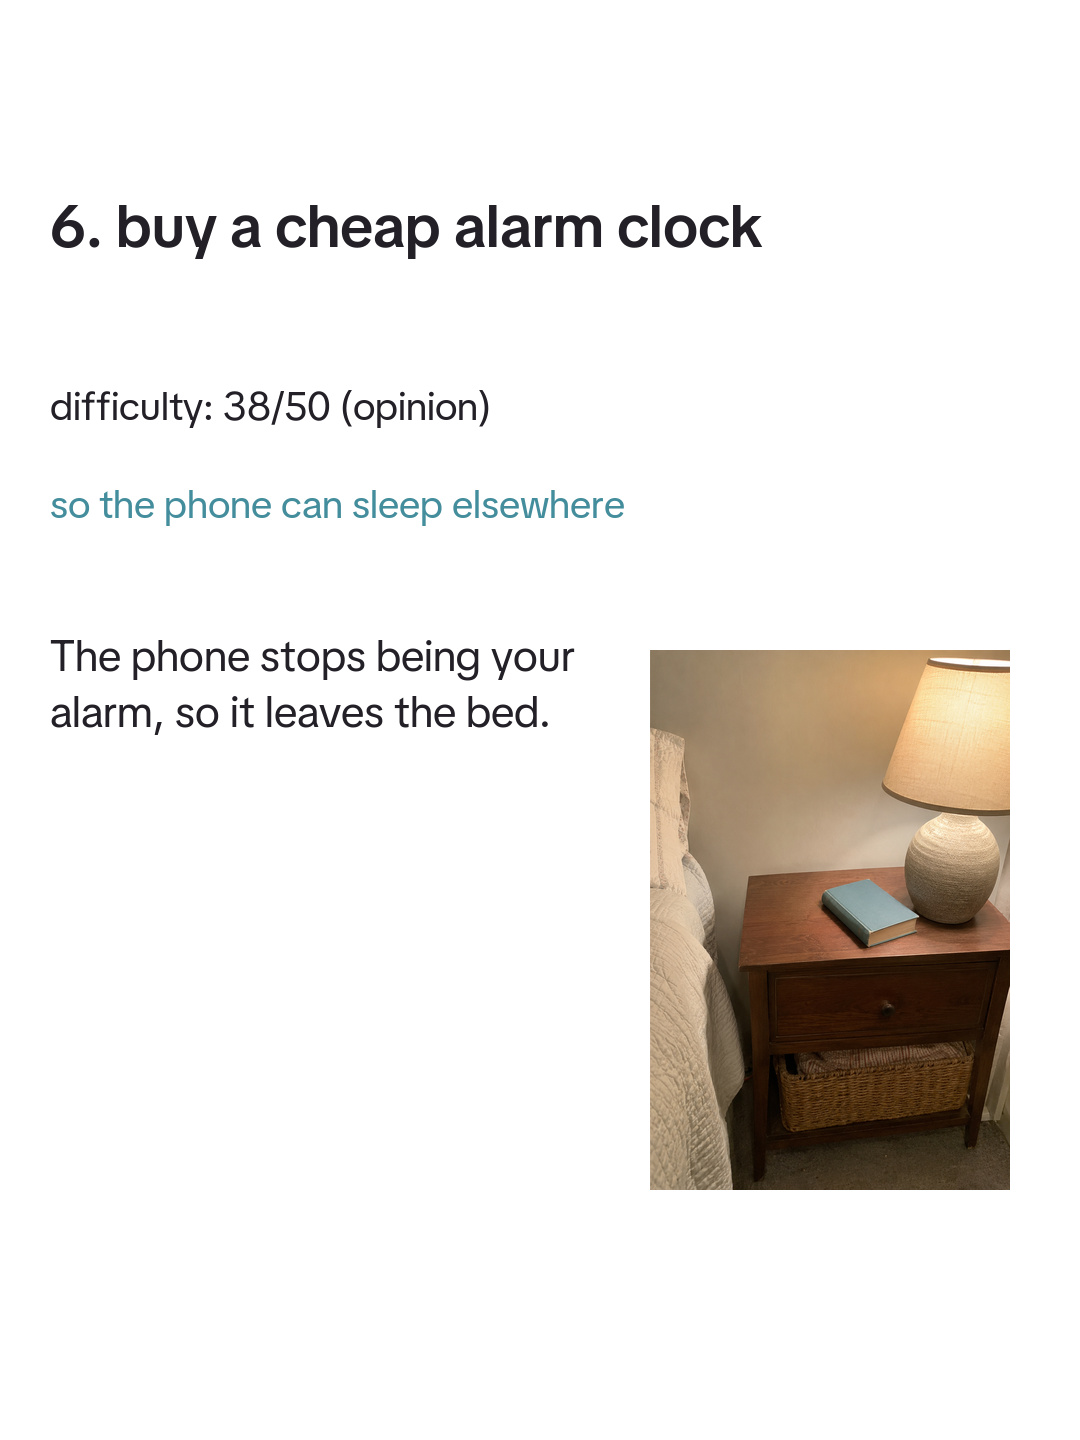 6. buy a cheap alarm clock
difficulty: 38/50 (opinion)
so the phone can sleep elsewhere
The phone stops being your
alarm, so it leaves the bed.